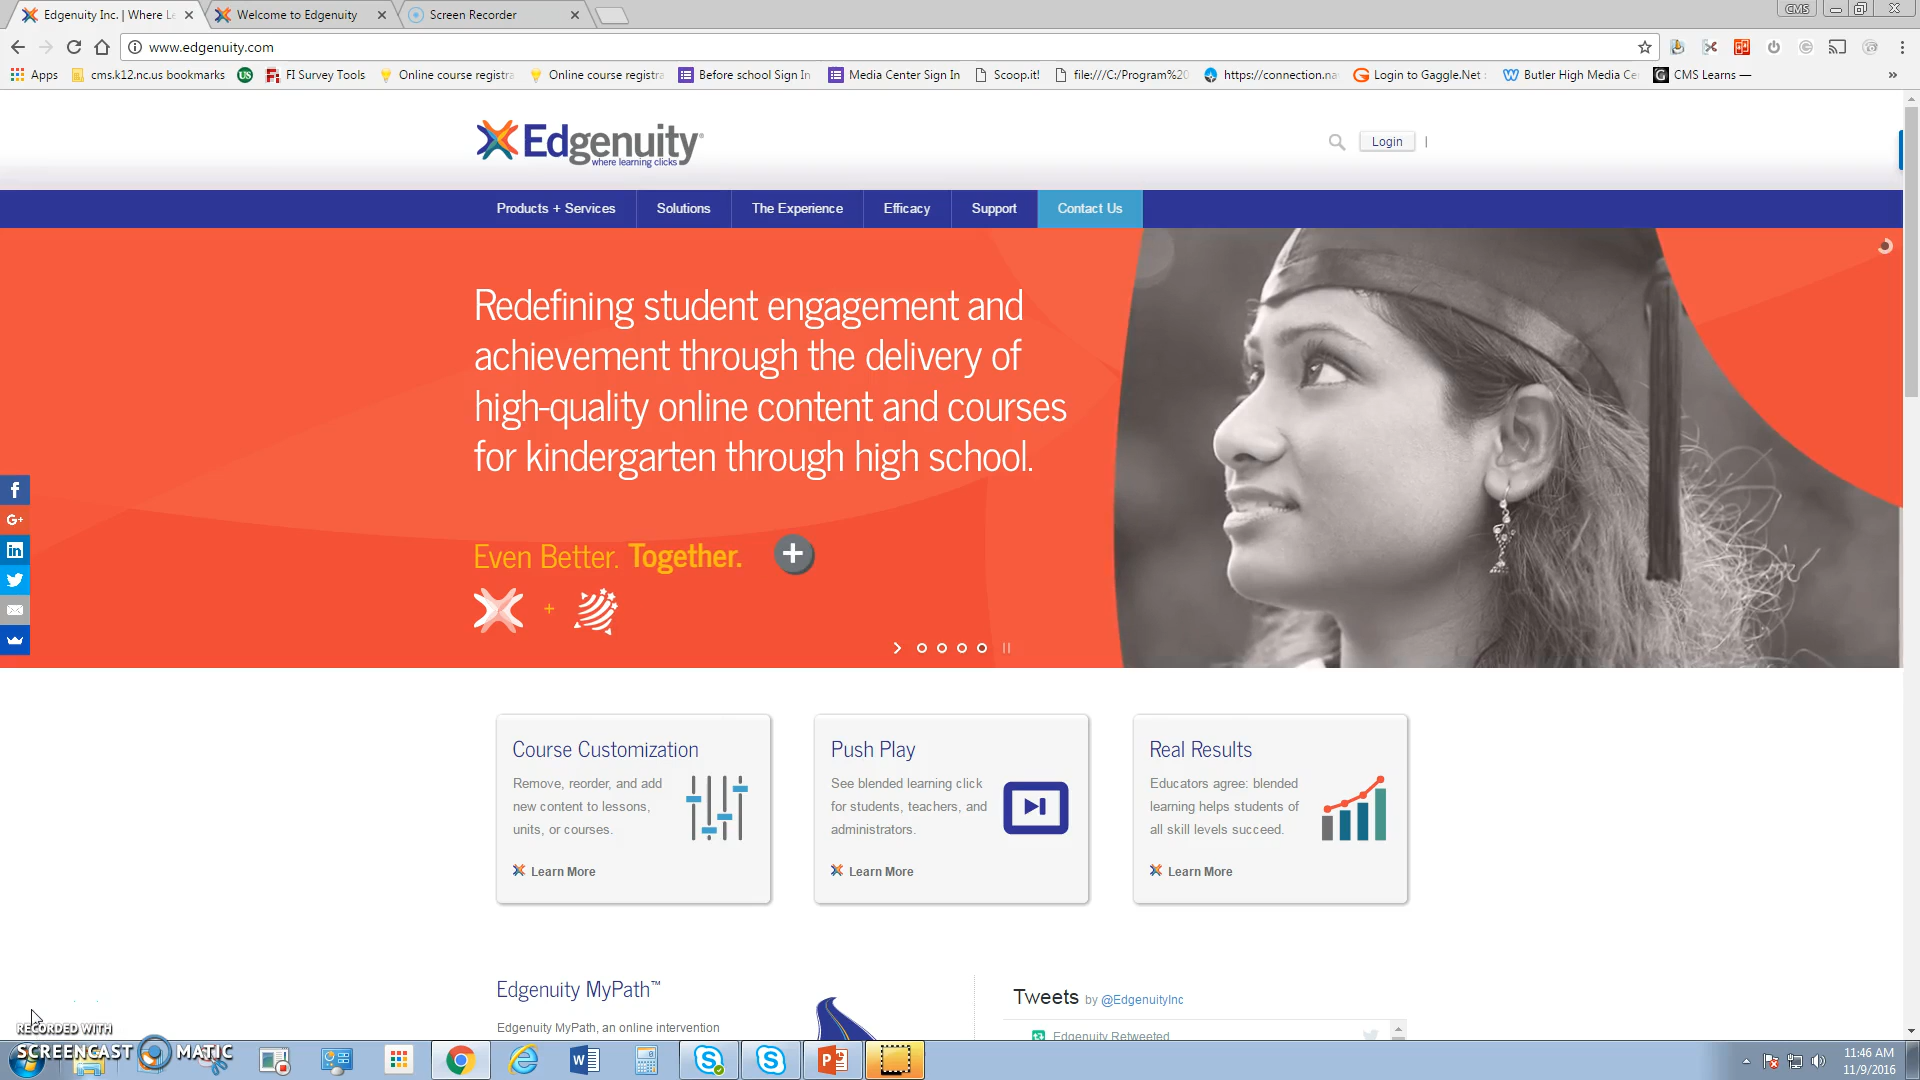 Edgenuity Inc. | Where Le
Welcome to Edgenuity
Screen Recorder
CMS
www.edgenuity.com
Apps
cms.k12.nc.us bookmarks
US
FI Survey Tools
Online course registra
Online course registra
Before school Sign In
Media Center Sign In
Scoop.it!
file:///C:/Program%20
https://connection.na
Login to Gaggle.Net :
Butler High Media Ce
CMS Learns —
Edgenuity®
where learning clicks
Login |
Products + Services
Solutions
The Experience
Efficacy
Support
Contact Us
Redefining student engagement and
achievement through the delivery of
high-quality online content and courses
for kindergarten through high school.
Even Better. Together.
+
Course Customization
Remove, reorder, and add
new content to lessons,
units, or courses.
Learn More
Push Play
See blended learning click
for students, teachers, and
administrators.
Learn More
Real Results
Educators agree: blended
learning helps students of
all skill levels succeed.
Learn More
Edgenuity MyPath™
Edgenuity MyPath, an online intervention
Tweets by @EdgenuityInc
Edgenuity Retweeted
RECORDED WITH
SCREENCAST MATIC
11:46 AM
11/9/2016